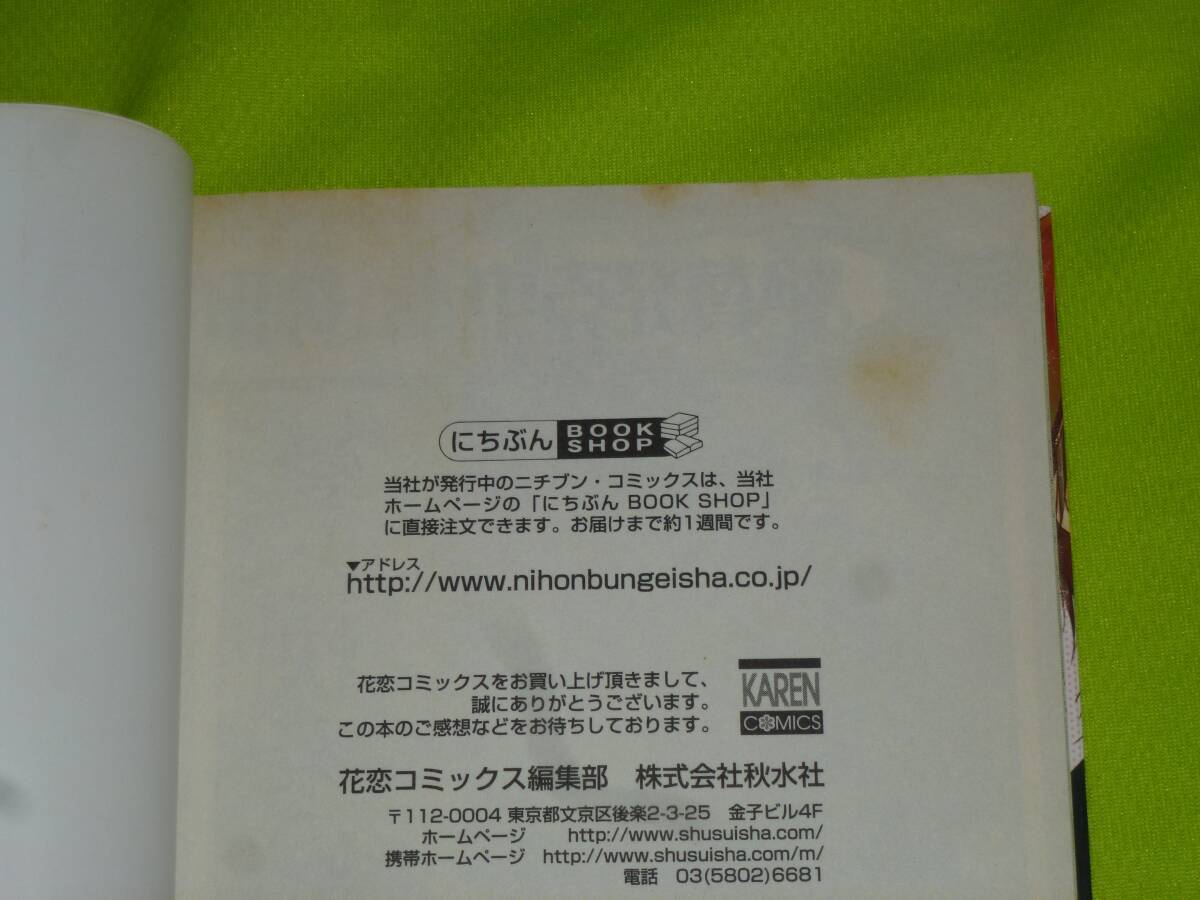 にちぶん BOOK SHOP
当社が発行中のニチブン・コミックスは、当社
ホームページの「にちぶん BOOK SHOP」
に直接注文できます。お届けまで約1週間です。
▼アドレス
http://www.nihonbungeisha.co.jp/
花恋コミックスをお買い上げ頂きまして、
誠にありがとうございます。
この本のご感想などをお待ちしております。
KAREN
COMICS
花恋コミックス編集部 株式会社秋水社
〒112-0004 東京都文京区後楽2-3-25 金子ビル4F
ホームページ http://www.shusuisha.com/
携帯ホームページ http://www.shusuisha.com/m/
電話 03(5802)6681